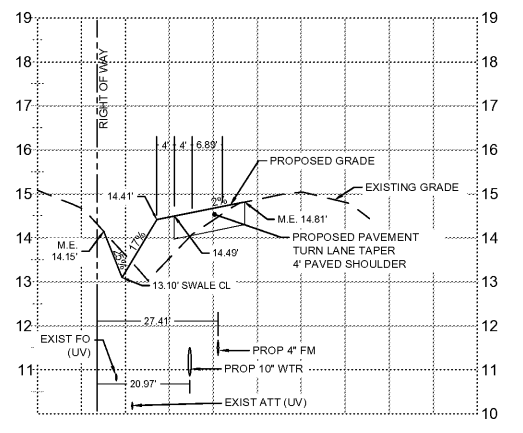 19
18
17
16
15
14
13
12
11
10
19
18
17
16
15
14
13
12
11
10
RIGHT OF WAY
4'
4'
6.89'
PROPOSED GRADE
2%
EXISTING GRADE
14.41'
M.E. 14.81'
M.E.
14.15'
17%
14.49'
PROPOSED PAVEMENT
TURN LANE TAPER
4' PAVED SHOULDER
13.10' SWALE CL
27.41'
EXIST FO
(UV)
PROP 4" FM
PROP 10" WTR
20.97'
EXIST ATT (UV)